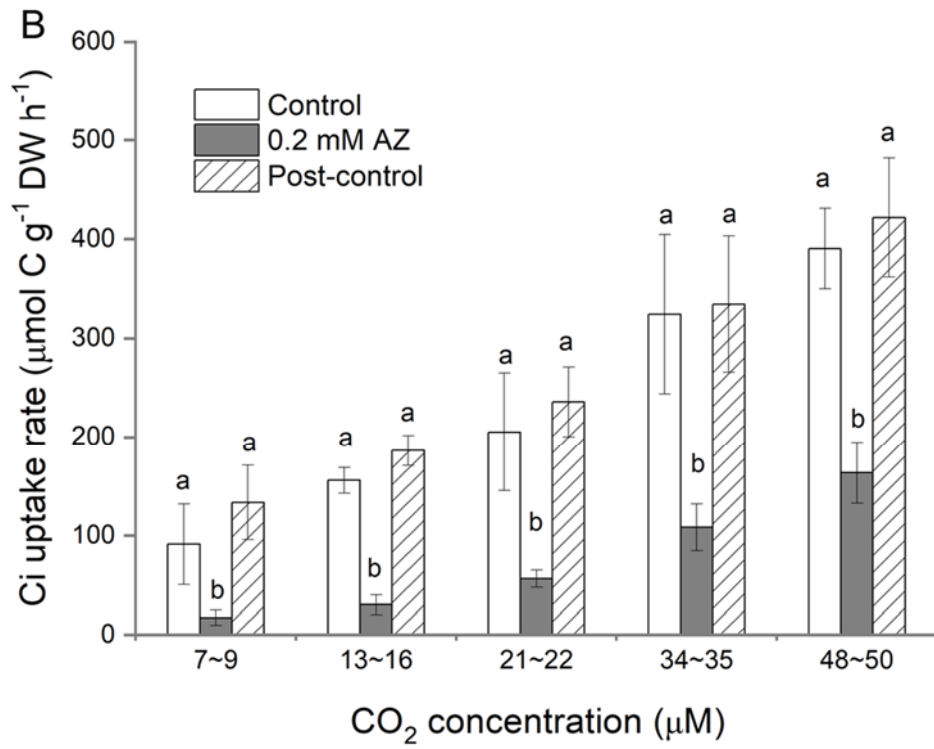 B
600
500
400
300
200
100
0
Ci uptake rate (μmol C g⁻¹ DW h⁻¹)
Control
0.2 mM AZ
Post-control
a b a
a b a
a b a
a b a
a b a
7~9 13~16 21~22 34~35 48~50
CO₂ concentration (μM)